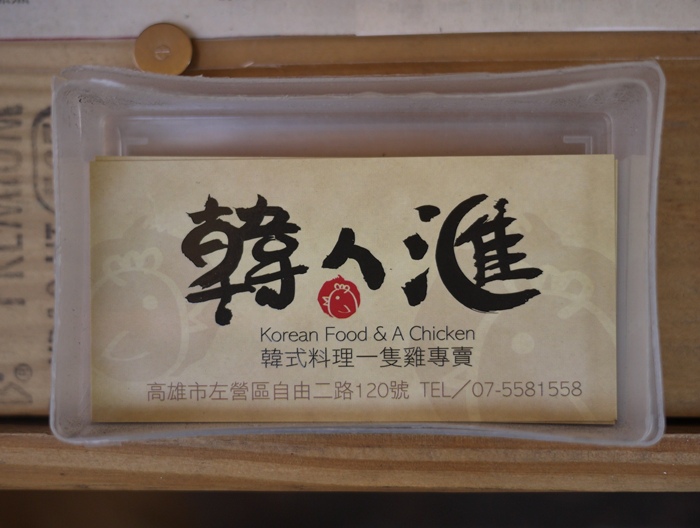 韓人滙
Korean Food & A Chicken
韓式料理一隻雞專賣
高雄市左營區自由二路120號 TEL／07-5581558